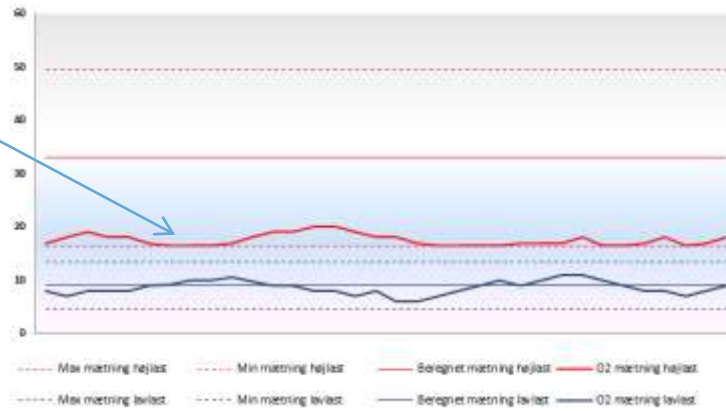 60
50
40
30
20
10
0
Max mætning højlast
Min mætning højlast
Beregnet mætning højlast
O2 mætning højlast
Max mætning lavlast
Min mætning lavlast
Beregnet mætning lavlast
O2 mætning lavlast